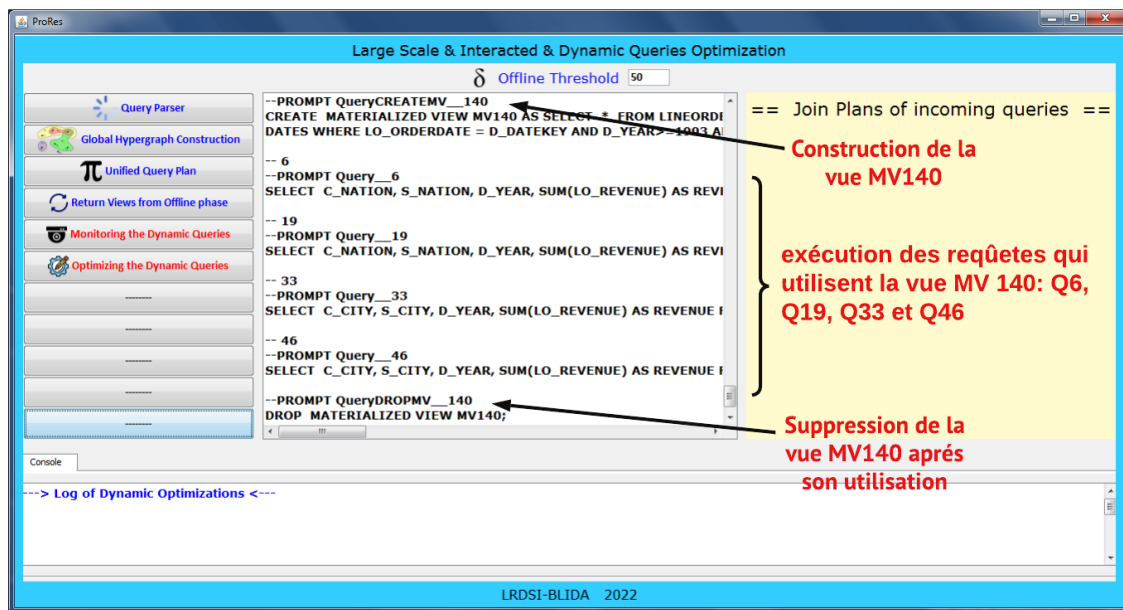 ProRes
Large Scale & Interacted & Dynamic Queries Optimization
δ Offline Threshold 50
Query Parser
Global Hypergraph Construction
π Unified Query Plan
Return Views from Offline phase
Monitoring the Dynamic Queries
Optimizing the Dynamic Queries
--------
--------
--------
--------
--------
--PROMPT QueryCREATEMV__140
CREATE MATERIALIZED VIEW MV140 AS SELECT * FROM LINEORDE
DATES WHERE LO_ORDERDATE = D_DATEKEY AND D_YEAR>=1993 A
-- 6
--PROMPT Query__6
SELECT C_NATION, S_NATION, D_YEAR, SUM(LO_REVENUE) AS REVE
-- 19
--PROMPT Query__19
SELECT C_NATION, S_NATION, D_YEAR, SUM(LO_REVENUE) AS REVE
-- 33
--PROMPT Query__33
SELECT C_CITY, S_CITY, D_YEAR, SUM(LO_REVENUE) AS REVENUE F
-- 46
--PROMPT Query__46
SELECT C_CITY, S_CITY, D_YEAR, SUM(LO_REVENUE) AS REVENUE F
--PROMPT QueryDROPMV__140
DROP MATERIALIZED VIEW MV140;
== Join Plans of incoming queries ==
Construction de la
vue MV140
exécution des reqûetes qui
utilisent la vue MV 140: Q6,
Q19, Q33 et Q46
Suppression de la
vue MV140 aprés
son utilisation
Console
---> Log of Dynamic Optimizations <---
LRDSI-BLIDA 2022